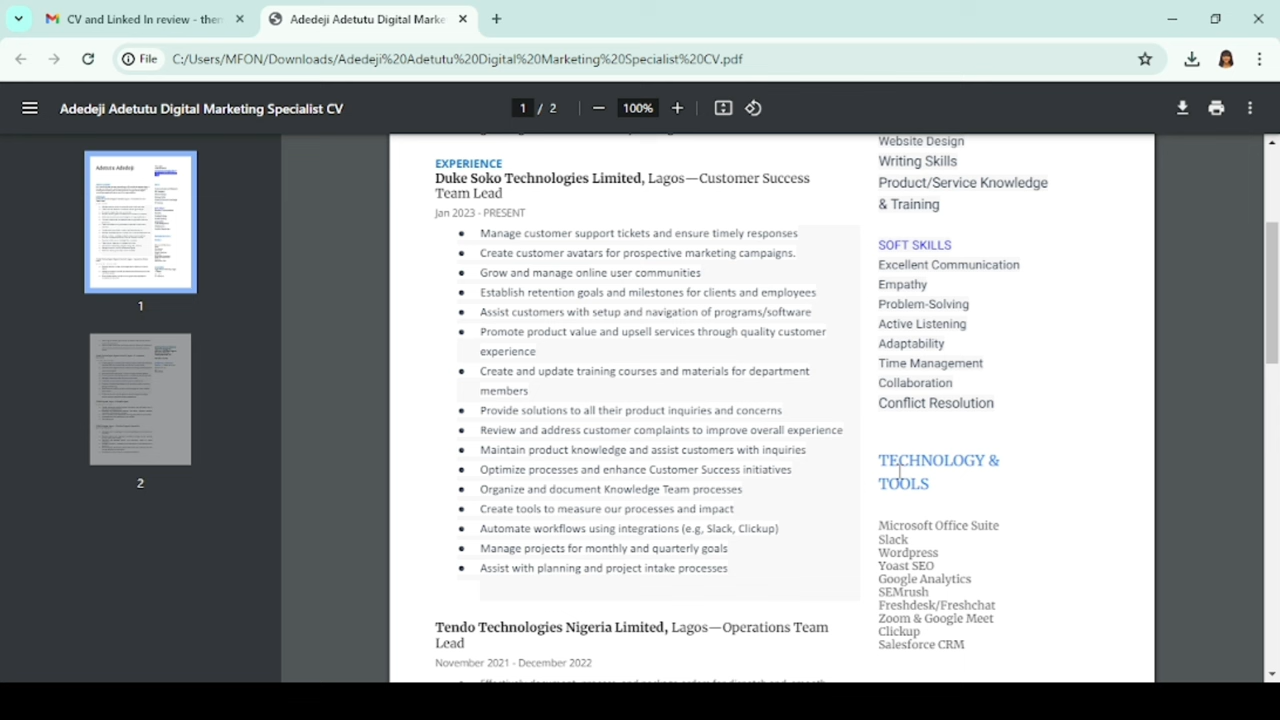 CV and Linked In review - then
Adedeji Adetutu Digital Marke
File
C:/Users/MFON/Downloads/Adedeji%20Adetutu%20Digital%20Marketing%20Specialist%20CV.pdf
Adedeji Adetutu Digital Marketing Specialist CV
1 / 2
100%
Adetutu Adedeji
1
2
EXPERIENCE
Duke Soko Technologies Limited, Lagos—Customer Success
Team Lead
Jan 2023 - PRESENT
● Manage customer support tickets and ensure timely responses
● Create customer avatars for prospective marketing campaigns.
● Grow and manage online user communities
● Establish retention goals and milestones for clients and employees
● Assist customers with setup and navigation of programs/software
● Promote product value and upsell services through quality customer
experience
● Create and update training courses and materials for department
members
● Provide solutions to all their product inquiries and concerns
● Review and address customer complaints to improve overall experience
● Maintain product knowledge and assist customers with inquiries
● Optimize processes and enhance Customer Success initiatives
● Organize and document Knowledge Team processes
● Create tools to measure our processes and impact
● Automate workflows using integrations (e.g, Slack, Clickup)
● Manage projects for monthly and quarterly goals
● Assist with planning and project intake processes
Tendo Technologies Nigeria Limited, Lagos—Operations Team
Lead
November 2021 - December 2022
Website Design
Writing Skills
Product/Service Knowledge
& Training
SOFT SKILLS
Excellent Communication
Empathy
Problem-Solving
Active Listening
Adaptability
Time Management
Collaboration
Conflict Resolution
TECHNOLOGY &
TOOLS
Microsoft Office Suite
Slack
Wordpress
Yoast SEO
Google Analytics
SEMrush
Freshdesk/Freshchat
Zoom & Google Meet
Clickup
Salesforce CRM